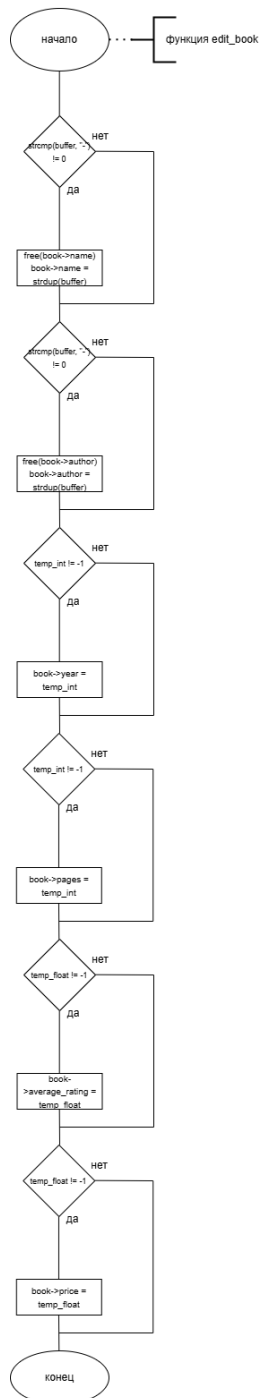 начало
функция edit_book
нет
strcmp(buffer, "-")
!= 0
да
free(book->name)
book->name =
strdup(buffer)
нет
strcmp(buffer, "-")
!= 0
да
free(book->author)
book->author =
strdup(buffer)
нет
temp_int != -1
да
book->year =
temp_int
нет
temp_int != -1
да
book->pages =
temp_int
нет
temp_float != -1
да
book-
>average_rating =
temp_float
нет
temp_float != -1
да
book->price =
temp_float
конец